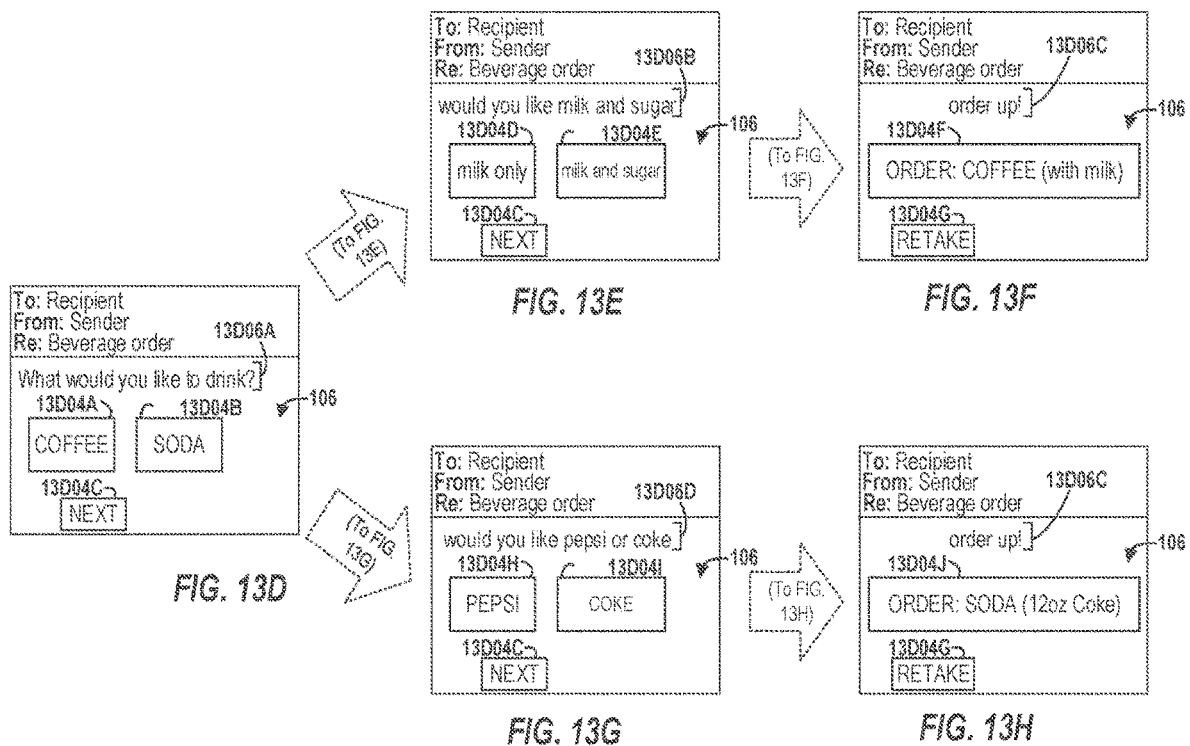 To: Recipient
From: Sender
Re: Beverage order
13D06A
What would you like to drink?
106
13D04A
13D04B
COFFEE
SODA
13D04C
NEXT
FIG. 13D
(To FIG.
13E)
To: Recipient
From: Sender
Re: Beverage order
13D06B
would you like milk and sugar
106
13D04D
13D04E
milk only
milk and sugar
13D04C
NEXT
FIG. 13E
(To FIG.
13F)
To: Recipient
From: Sender
Re: Beverage order
13D06C
order up!
106
13D04F
ORDER: COFFEE (with milk)
13D04G
RETAKE
FIG. 13F
(To FIG.
13G)
To: Recipient
From: Sender
Re: Beverage order
13D06D
would you like pepsi or coke
106
13D04H
13D04I
PEPSI
COKE
13D04C
NEXT
FIG. 13G
(To FIG.
13H)
To: Recipient
From: Sender
Re: Beverage order
13D06C
order up!
106
13D04J
ORDER: SODA (12oz Coke)
13D04G
RETAKE
FIG. 13H